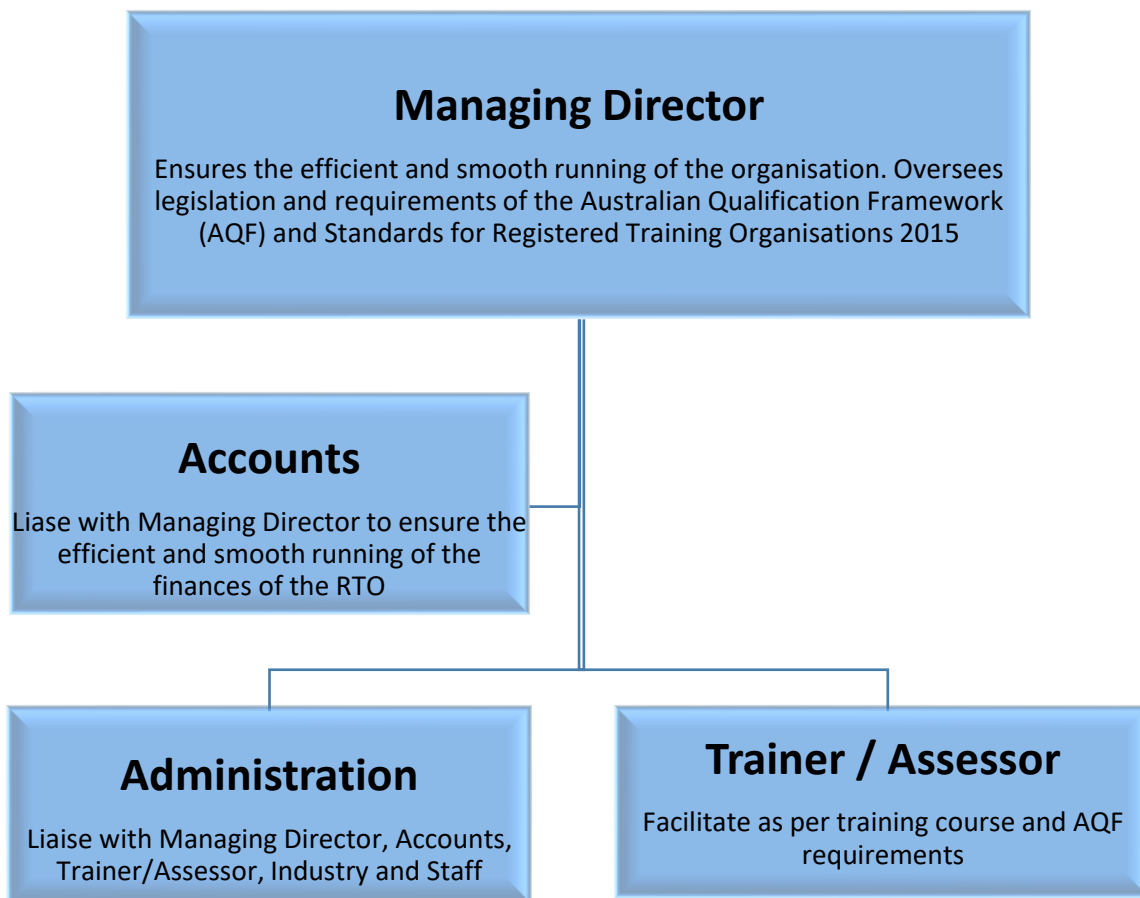 Managing Director
Ensures the efficient and smooth running of the organisation. Oversees
legislation and requirements of the Australian Qualification Framework
(AQF) and Standards for Registered Training Organisations 2015
Accounts
Liase with Managing Director to ensure the
efficient and smooth running of the
finances of the RTO
Administration
Liaise with Managing Director, Accounts,
Trainer/Assessor, Industry and Staff
Trainer / Assessor
Facilitate as per training course and AQF
requirements